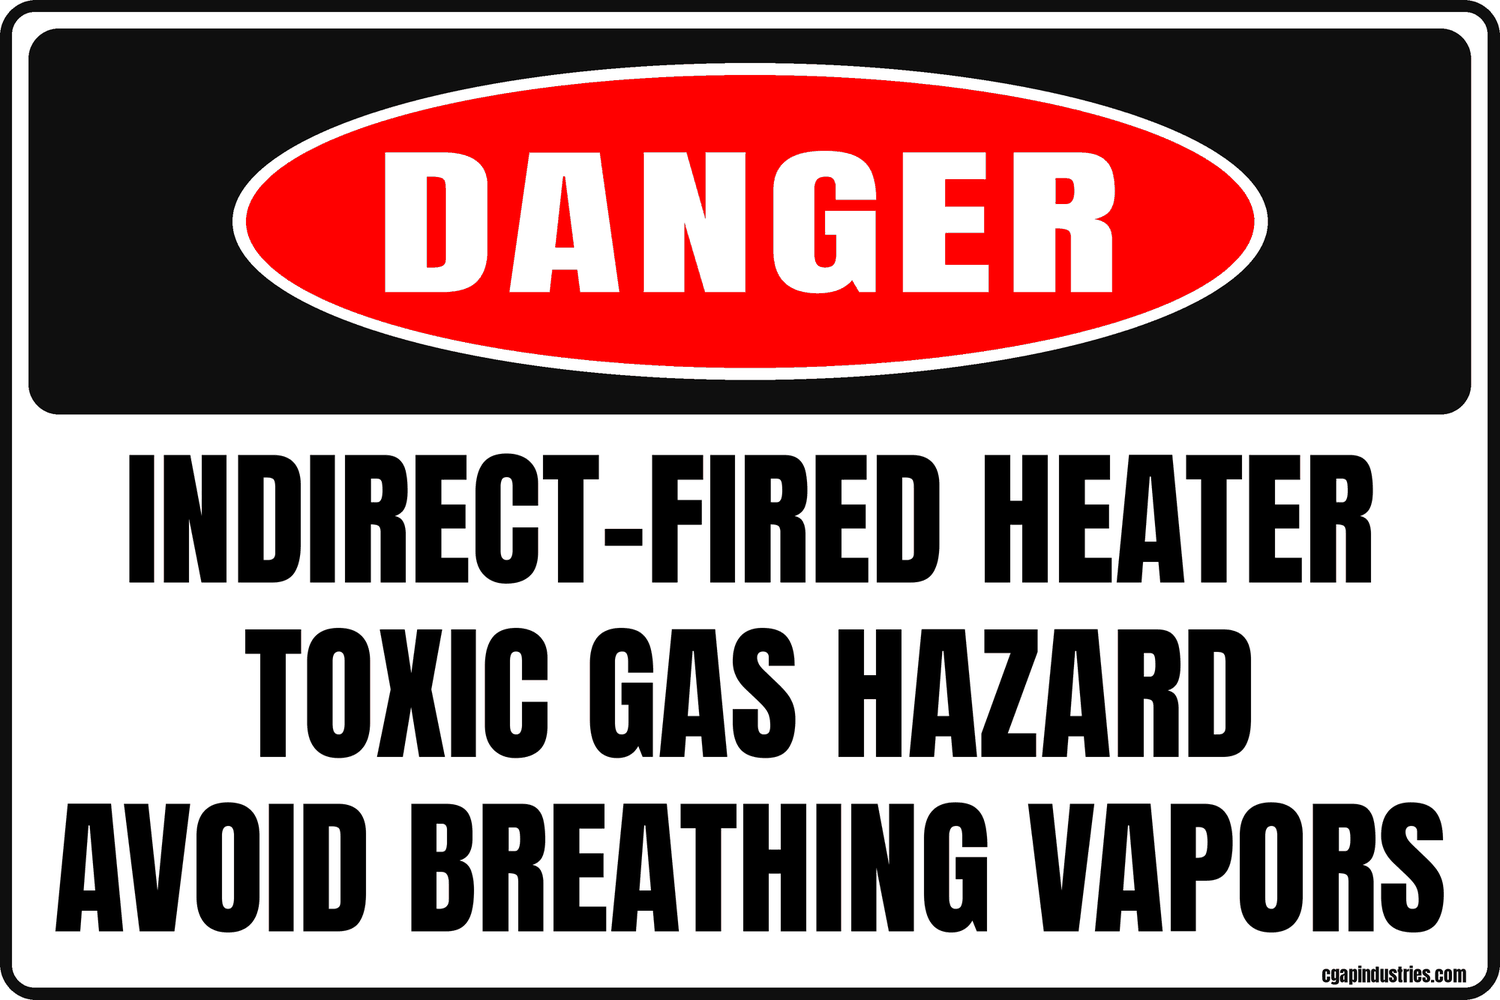 DANGER
INDIRECT-FIRED HEATER
TOXIC GAS HAZARD
AVOID BREATHING VAPORS
cgapindustries.com